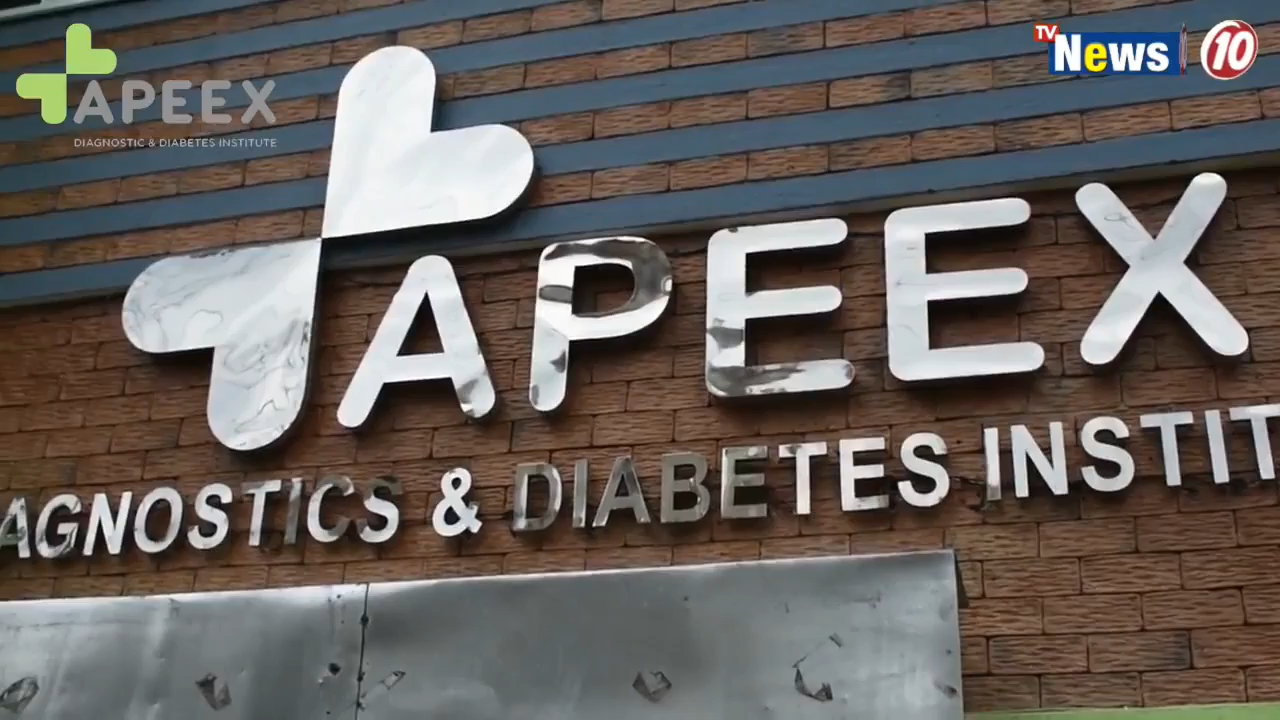 APEEX
DIAGNOSTIC & DIABETES INSTITUTE
TV
News 10
APEEX
AGNOSTICS & DIABETES INSTIT